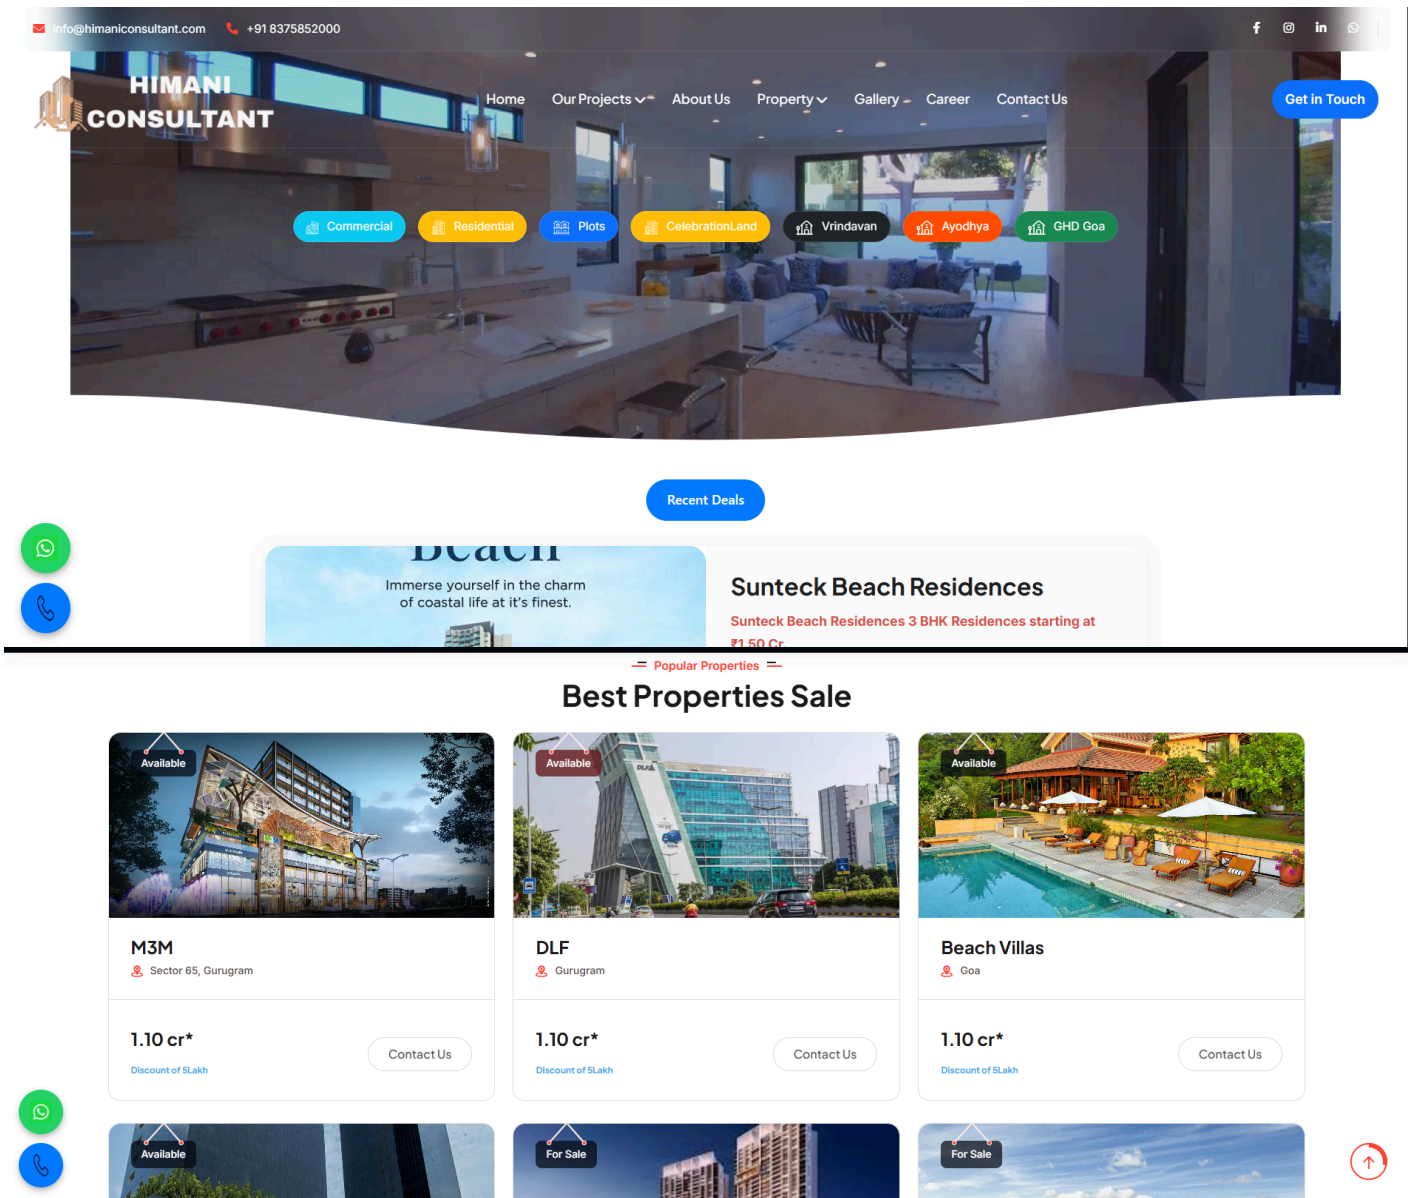 info@himaniconsultant.com
+91 8375852000
HIMANI
CONSULTANT
Home
Our Projects
About Us
Property
Gallery
Career
Contact Us
Get in Touch
Commercial
Residential
Plots
CelebrationLand
Vrindavan
Ayodhya
GHD Goa
Recent Deals
Beach
Immerse yourself in the charm
of coastal life at it's finest.
Sunteck Beach Residences
Sunteck Beach Residences 3 BHK Residences starting at
₹1.50 Cr.
Popular Properties
Best Properties Sale
Available
Available
DLF
Available
M3M
Sector 65, Gurugram
1.10 cr*
Discount of 5Lakh
Contact Us
DLF
Gurugram
1.10 cr*
Discount of 5Lakh
Contact Us
Beach Villas
Goa
1.10 cr*
Discount of 5Lakh
Contact Us
Available
For Sale
For Sale